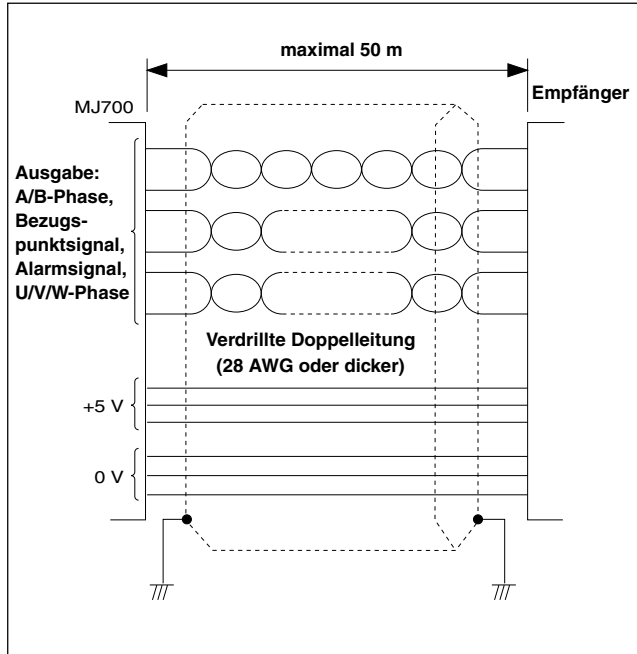 maximal 50 m
MJ700
Empfänger
Ausgabe:
A/B-Phase,
Bezugs-
punktsignal,
Alarmsignal,
U/V/W-Phase
Verdrillte Doppelleitung
(28 AWG oder dicker)
+5 V
0 V